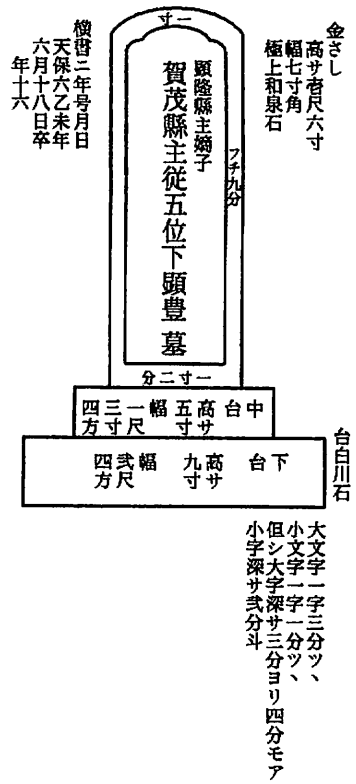 金さし
高サ壱尺六寸
幅七寸角
極上和泉石
一寸
フチ九分
顕隆縣主嫡子
賀茂縣主従五位下顕豊墓
一寸二分
横書ニ年号月日
天保六乙未年
六月十八日卒
年十六
中台
高サ五寸
幅一尺三寸四方
台白川石
下台
高サ九寸
幅弐尺四方
大文字一字三分ツヽ
小文字一字一分ツヽ
但シ大字深サ三分ヨリ四分モア
小字深サ弐分斗